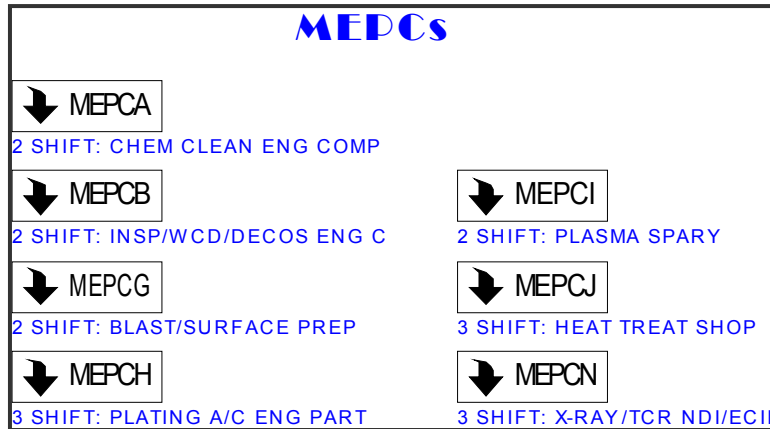 MEPCs
MEPCA
2 SHIFT: CHEM CLEAN ENG COMP
MEPCB
2 SHIFT: INSP/WCD/DECOS ENG C
MEPCG
2 SHIFT: BLAST/SURFACE PREP
MEPCH
3 SHIFT: PLATING A/C ENG PART
MEPCI
2 SHIFT: PLASMA SPARY
MEPCJ
3 SHIFT: HEAT TREAT SHOP
MEPCN
3 SHIFT: X-RAY/TCR NDI/ECII